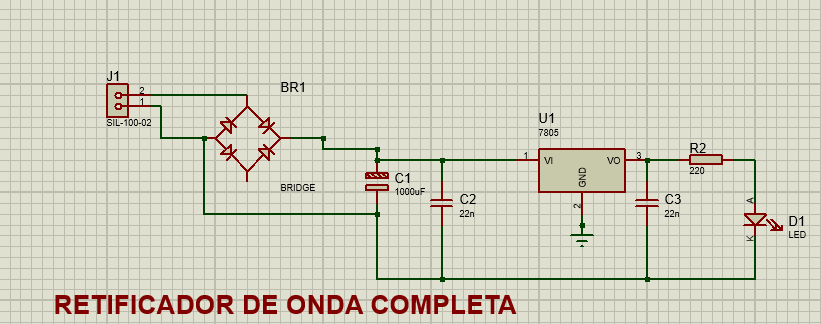 J1
2
1
SIL-100-02
BR1
BRIDGE
C1
1000uF
C2
22n
U1
7805
1
VI
VO
3
GND
2
C3
22n
R2
220
A
K
D1
LED
RETIFICADOR DE ONDA COMPLETA